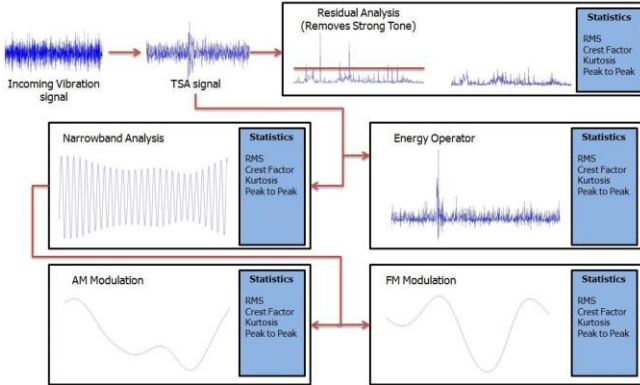 Residual Analysis
(Removes Strong Tone)
Statistics
RMS
Crest Factor
Kurtosis
Peak to Peak
Incoming Vibration
signal
TSA signal
Narrowband Analysis
Statistics
RMS
Crest Factor
Kurtosis
Peak to Peak
Energy Operator
Statistics
RMS
Crest Factor
Kurtosis
Peak to Peak
AM Modulation
Statistics
RMS
Crest Factor
Kurtosis
Peak to Peak
FM Modulation
Statistics
RMS
Crest Factor
Kurtosis
Peak to Peak